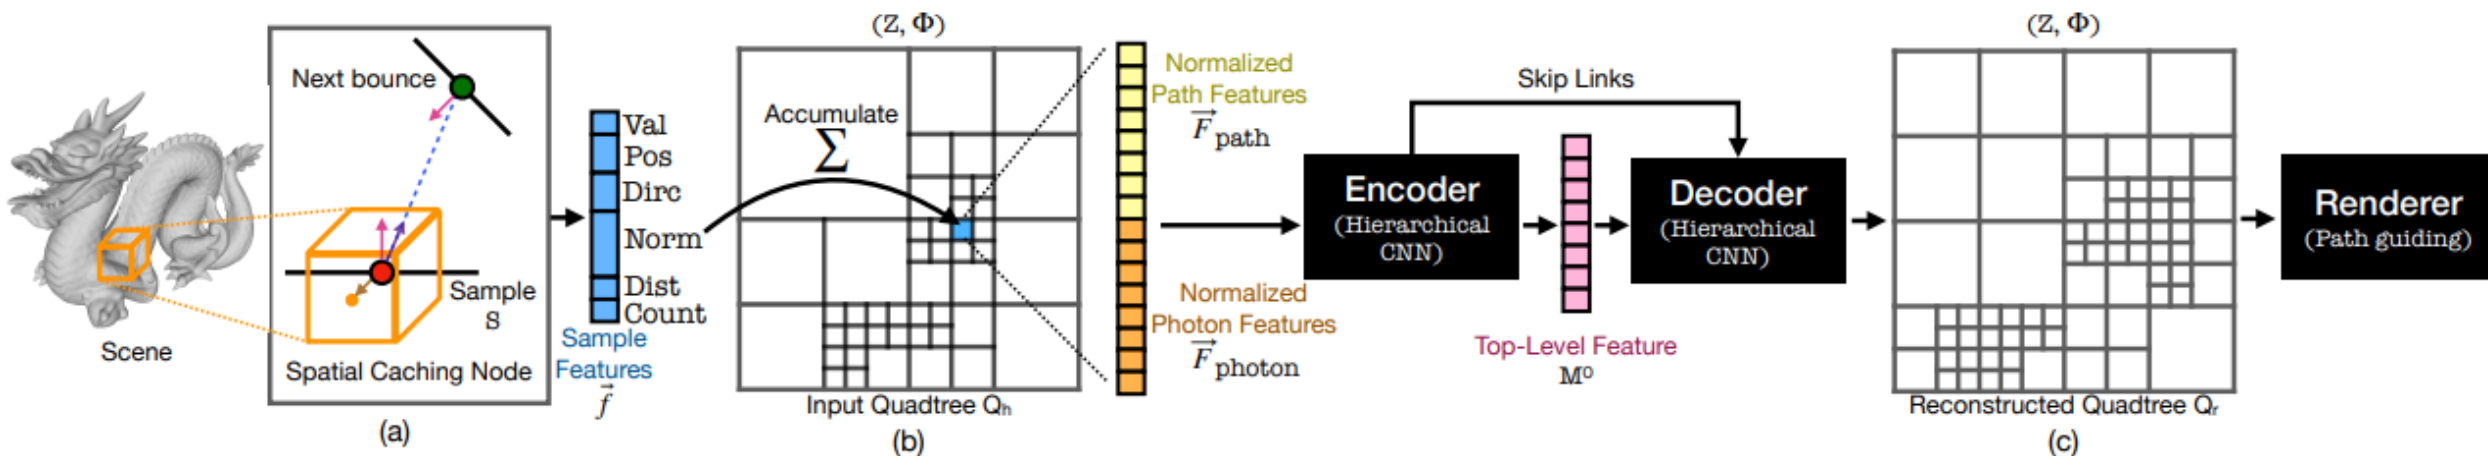 Scene
Next bounce
Sample
S
Spatial Caching Node
(a)
Val
Pos
Dirc
Norm
Dist
Count
Sample
Features
f⃗
(Z, Φ)
Accumulate
Σ
Input Quadtree Qₕ
(b)
Normalized
Path Features
F⃗ path
Normalized
Photon Features
F⃗ photon
Skip Links
Encoder
(Hierarchical
CNN)
Top-Level Feature
M⁰
Decoder
(Hierarchical
CNN)
(Z, Φ)
Reconstructed Quadtree Qᵣ
(c)
Renderer
(Path guiding)